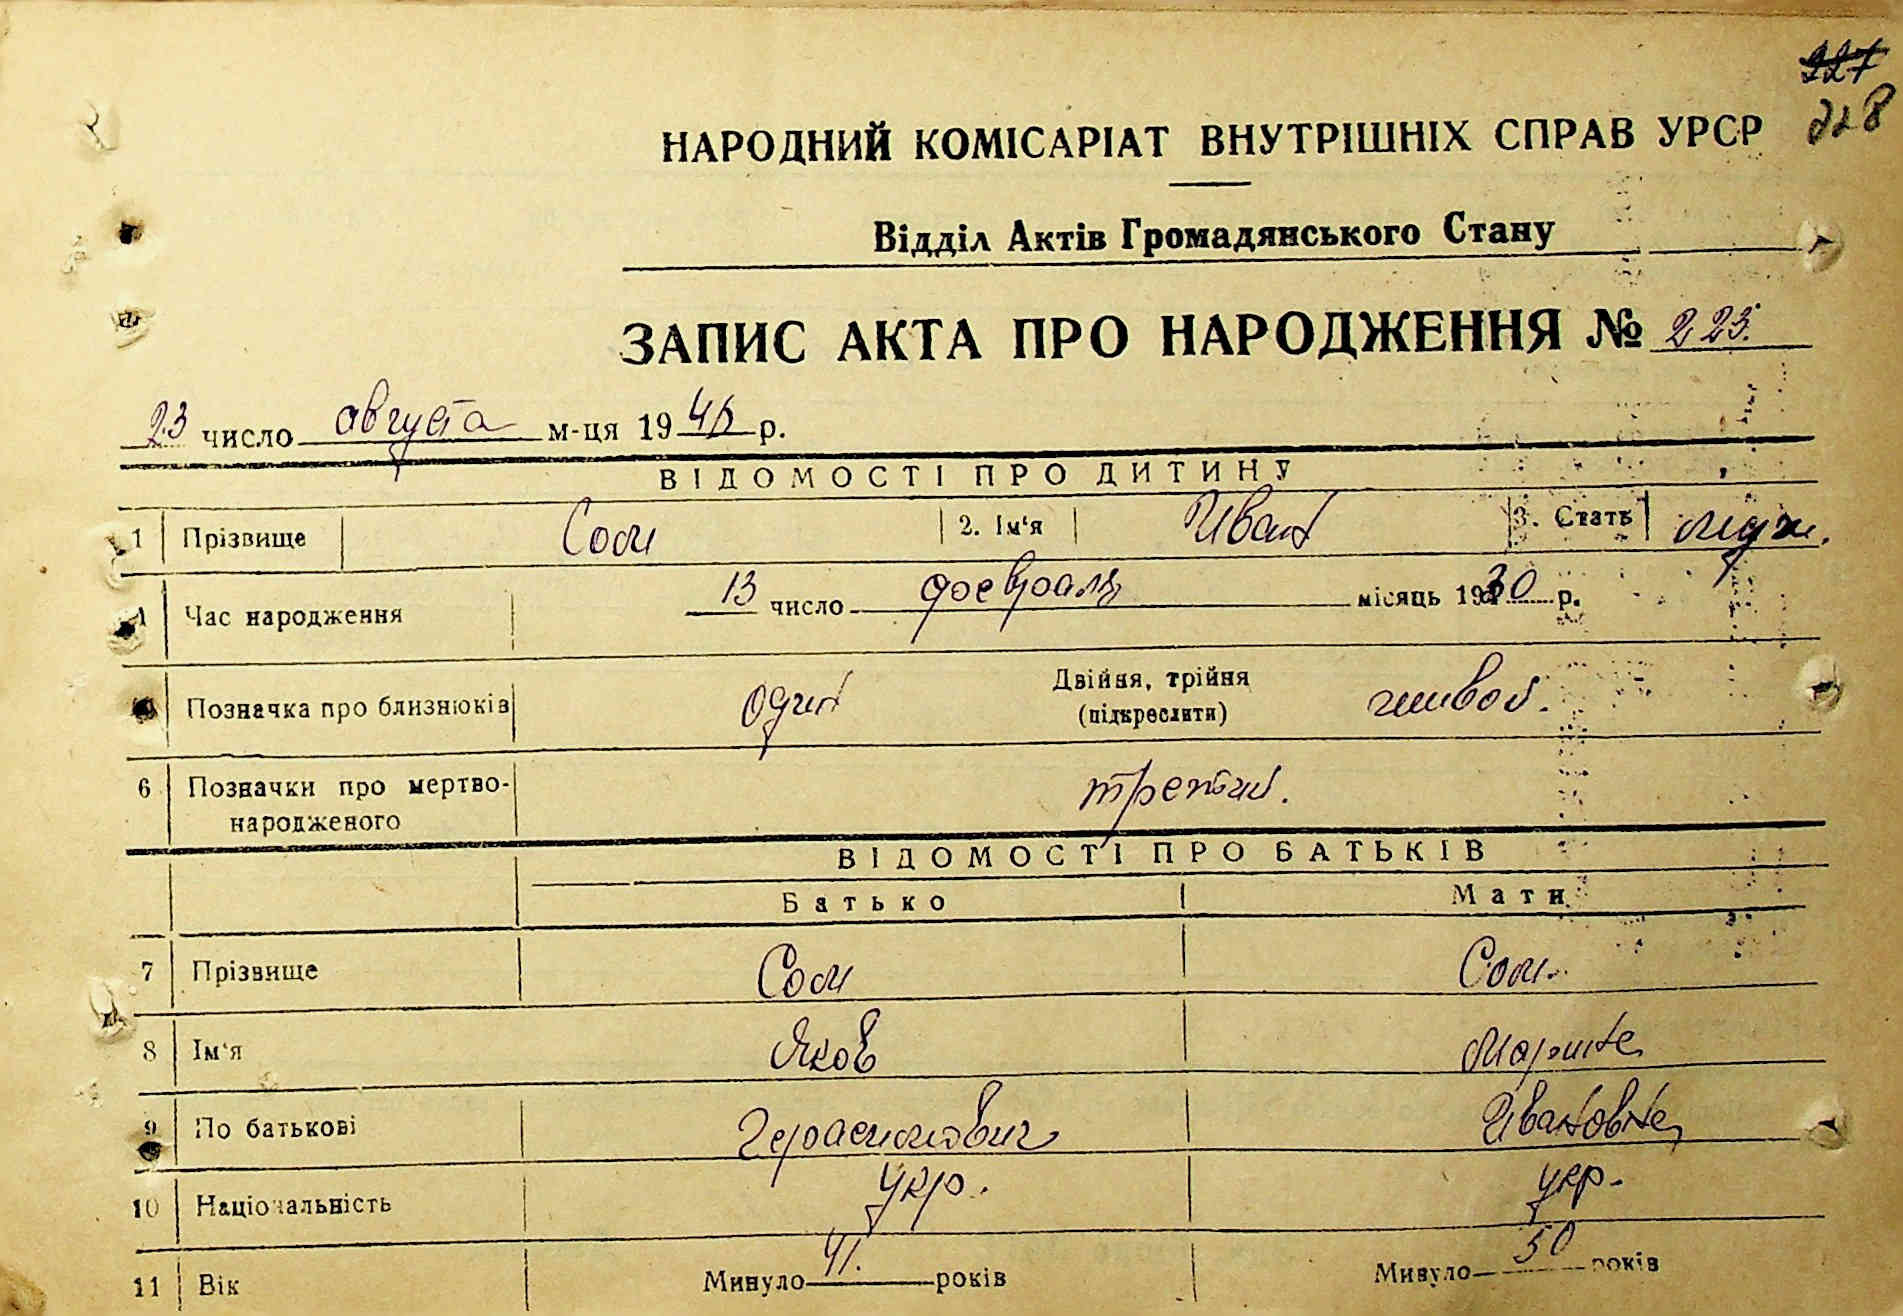 227
228
НАРОДНИЙ КОМІСАРІАТ ВНУТРІШНІХ СПРАВ УРСР
Відділ Актів Громадянського Стану
ЗАПИС АКТА ПРО НАРОДЖЕННЯ № 223.
23 число августа м-ця 19 р.
ВІДОМОСТІ ПРО ДИТИНУ
1 Прізвище Сом 2. Ім'я Иван 3. Стать муж.
4 Час народження 13 число февраля місяць 1930 р.
Позначка про близнюків один Двійня, трійня (підкреслити) живой.
6 Позначки про мертвонародженого третий.
ВІДОМОСТІ ПРО БАТЬКІВ
Батько Мати
7 Прізвище Сом Сом.
8 Ім'я Яков
9 По батькові Герасимович Ивановна
10 Національність укр. укр.
11 Вік Минуло 41. років Минуло 30 років